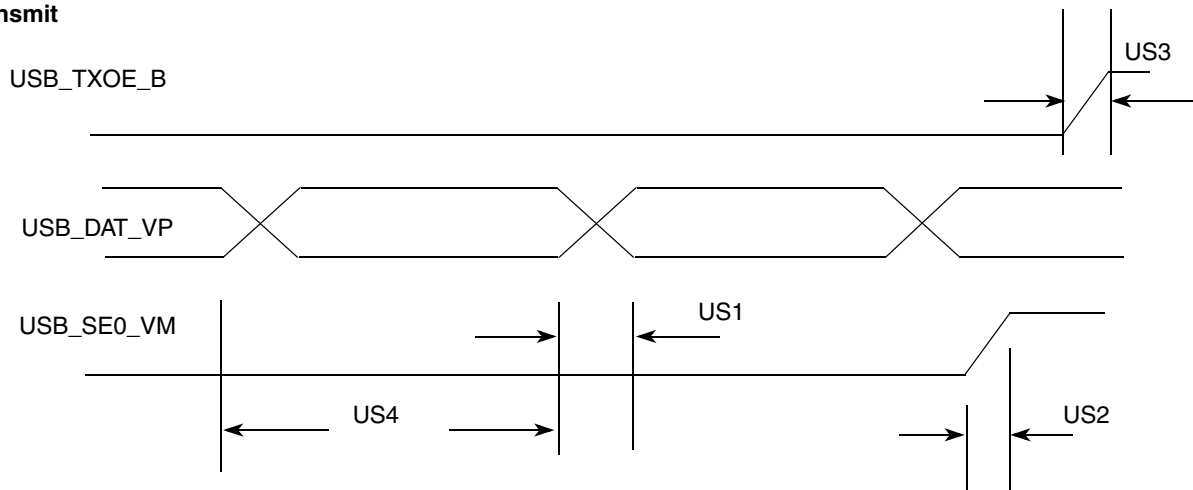 nsmit
US3
USB_TXOE_B
USB_DAT_VP
US1
USB_SE0_VM
US4
US2